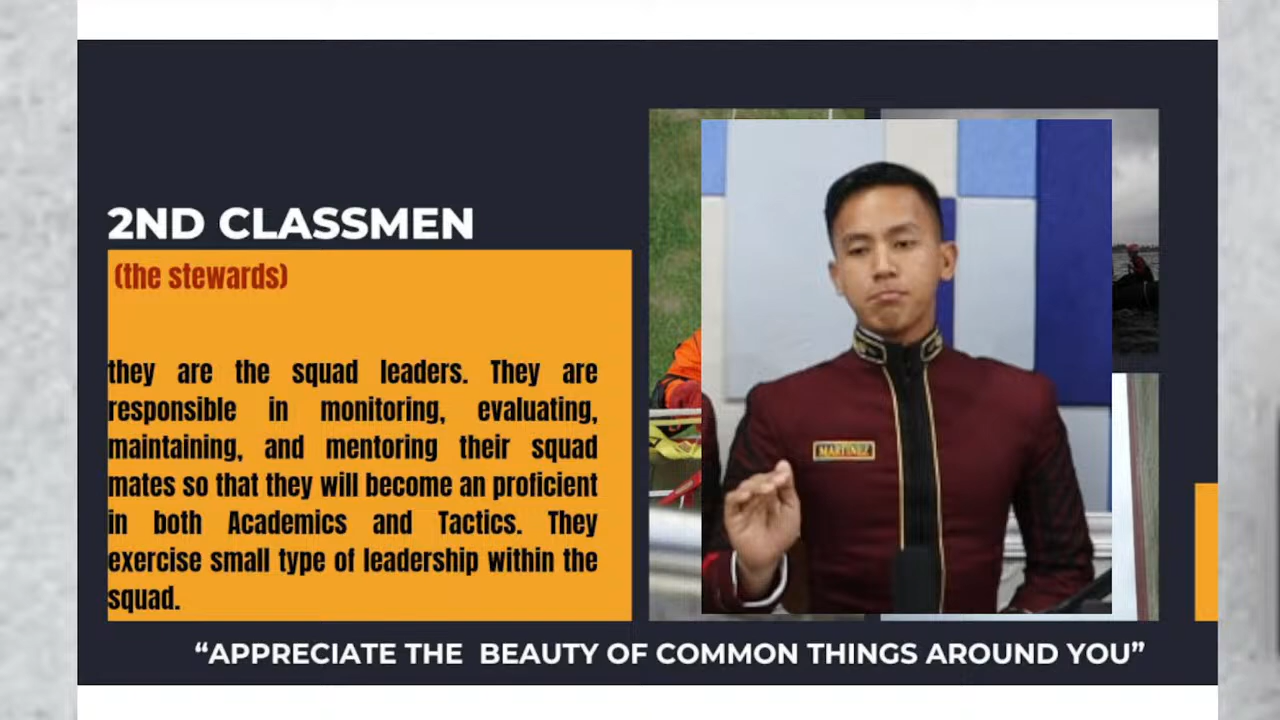 2ND CLASSMEN
(the stewards)
they are the squad leaders. They are
responsible in monitoring, evaluating,
maintaining, and mentoring their squad
mates so that they will become an proficient
in both Academics and Tactics. They
exercise small type of leadership within the
squad.
MARTINEZ
“APPRECIATE THE BEAUTY OF COMMON THINGS AROUND YOU”